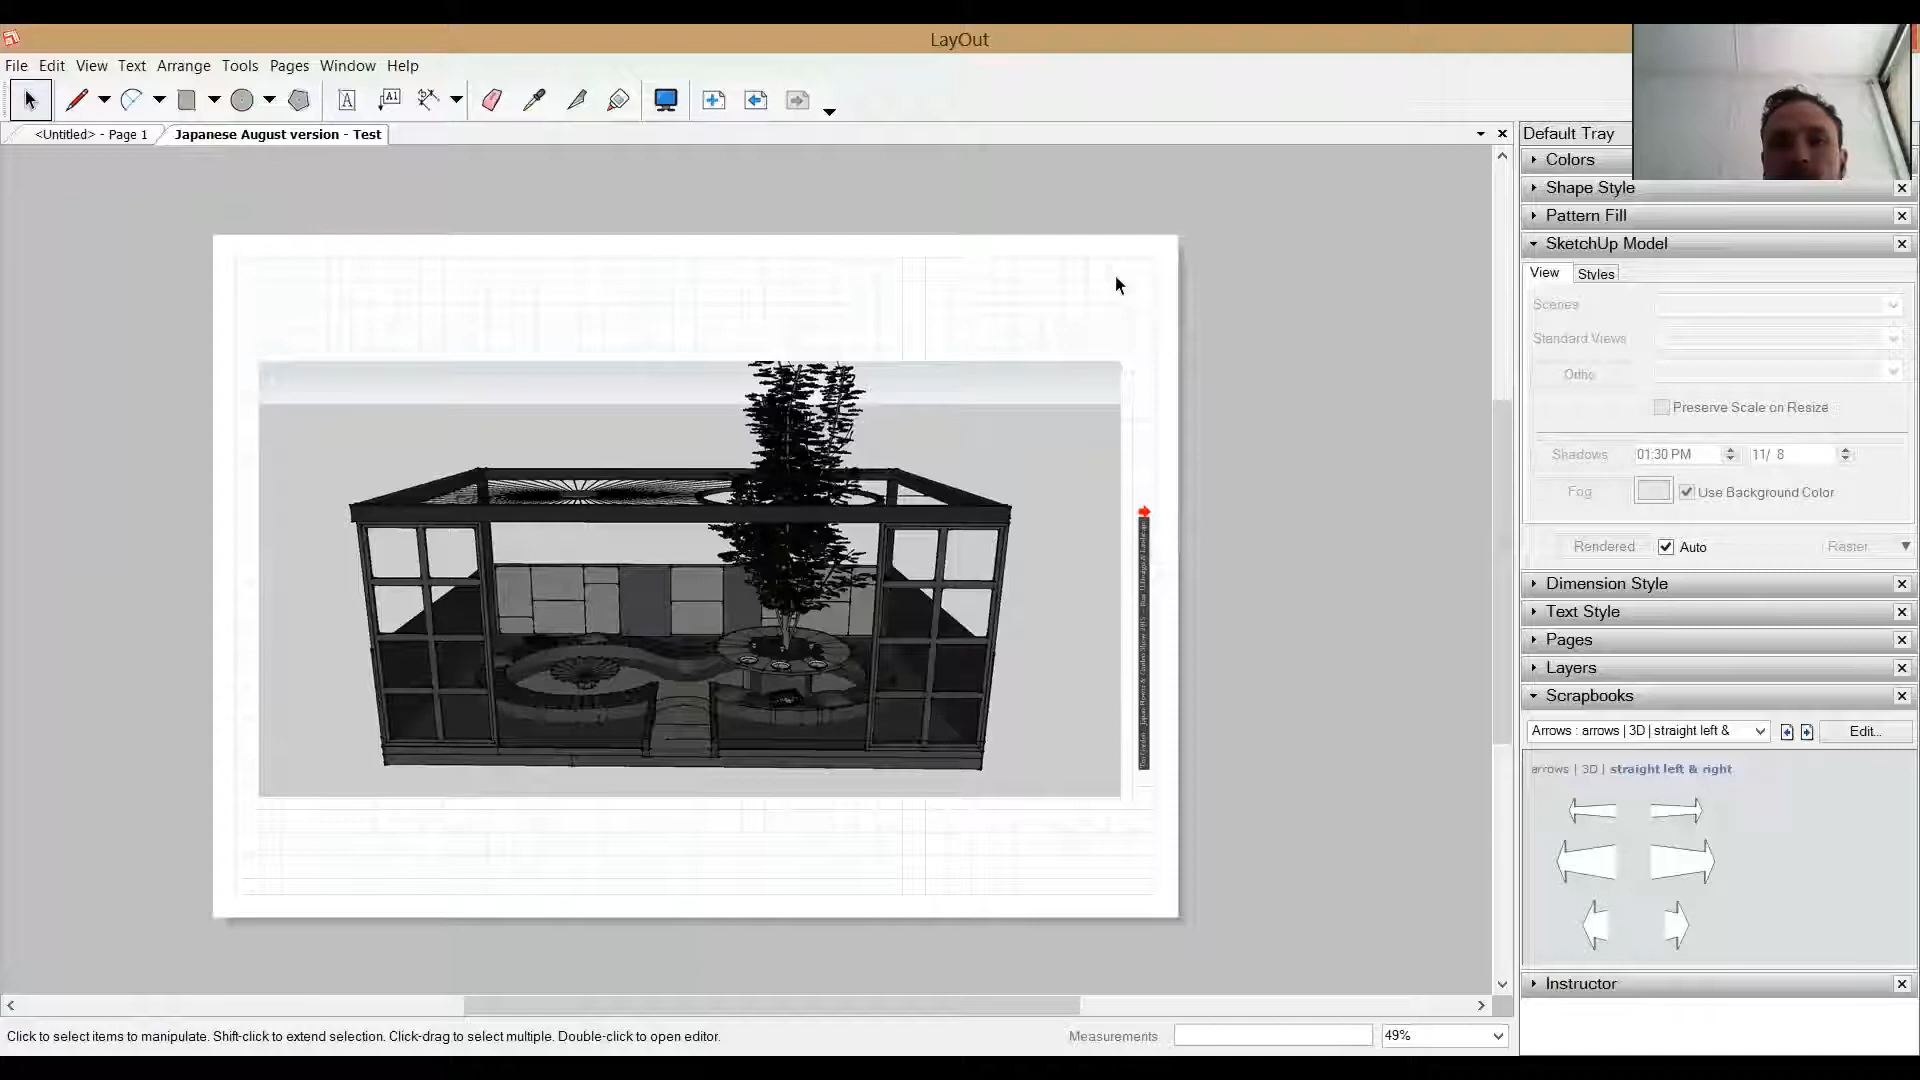 LayOut
File Edit View Text Arrange Tools Pages Window Help
A A1
<Untitled> - Page 1 Japanese August version - Test
Default Tray
Colors
Shape Style
Pattern Fill
SketchUp Model
View Styles
Scenes
Standard Views
Ortho
Preserve Scale on Resize
Shadows 01:30 PM 11/ 8
Fog Use Background Color
Rendered Auto Raster
Dimension Style
Text Style
Pages
Layers
Scrapbooks
Arrows : arrows | 3D | straight left & Edit...
arrows | 3D | straight left & right
Instructor
Click to select items to manipulate. Shift-click to extend selection. Click-drag to select multiple. Double-click to open editor.
Measurements 49%